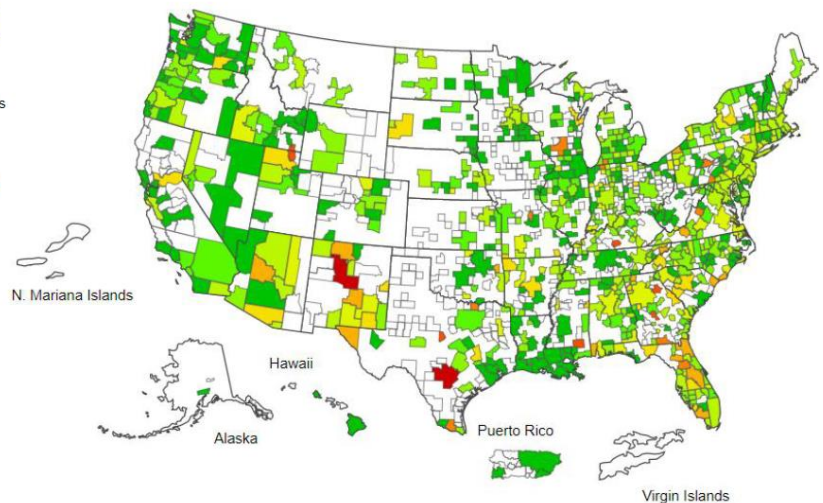 s
N. Mariana Islands
Hawaii
Alaska
Puerto Rico
Virgin Islands